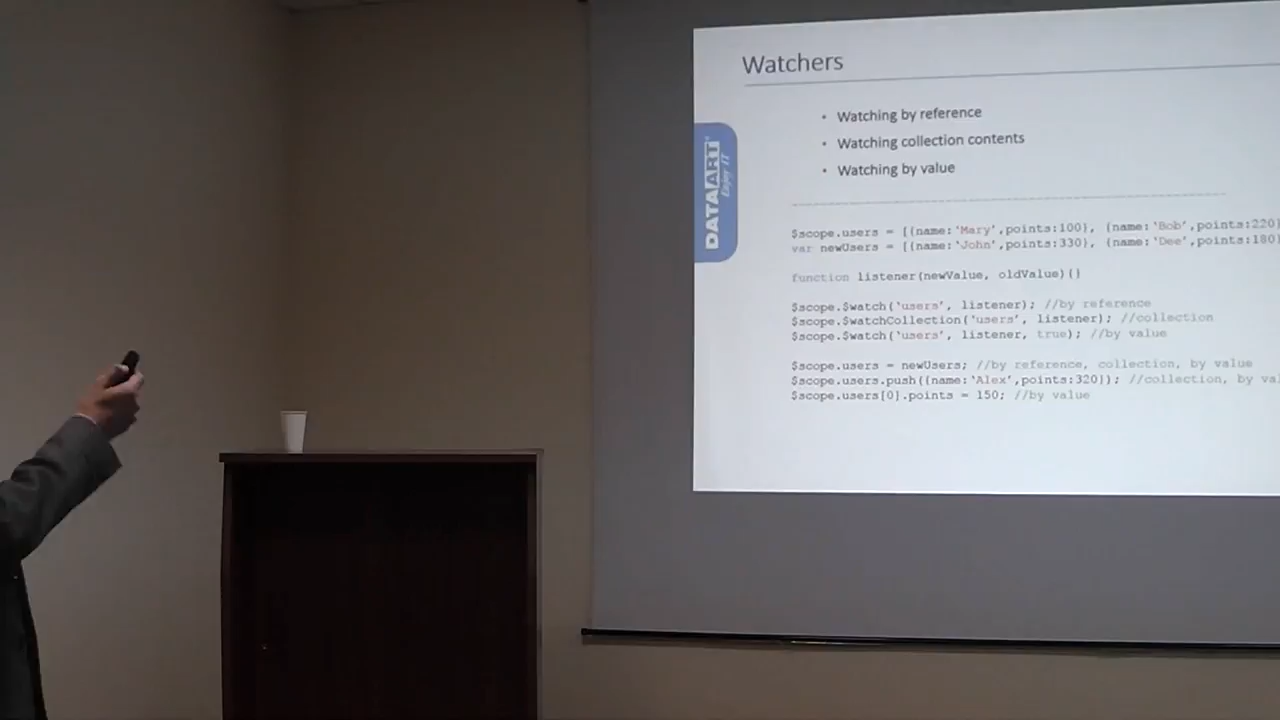 Watchers
• Watching by reference
• Watching collection contents
• Watching by value
DATAART
Enjoy IT
$scope.users = [{name:'Mary',points:100}, {name:'Bob',points:220}
var newUsers = [{name:'John',points:330}, {name:'Dee',points:180}
function listener(newValue, oldValue){}
$scope.$watch('users', listener); //by reference
$scope.$watchCollection('users', listener); //collection
$scope.$watch('users', listener, true); //by value
$scope.users = newUsers; //by reference, collection, by value
$scope.users.push({name:'Alex',points:320}); //collection, by va
$scope.users[0].points = 150; //by value